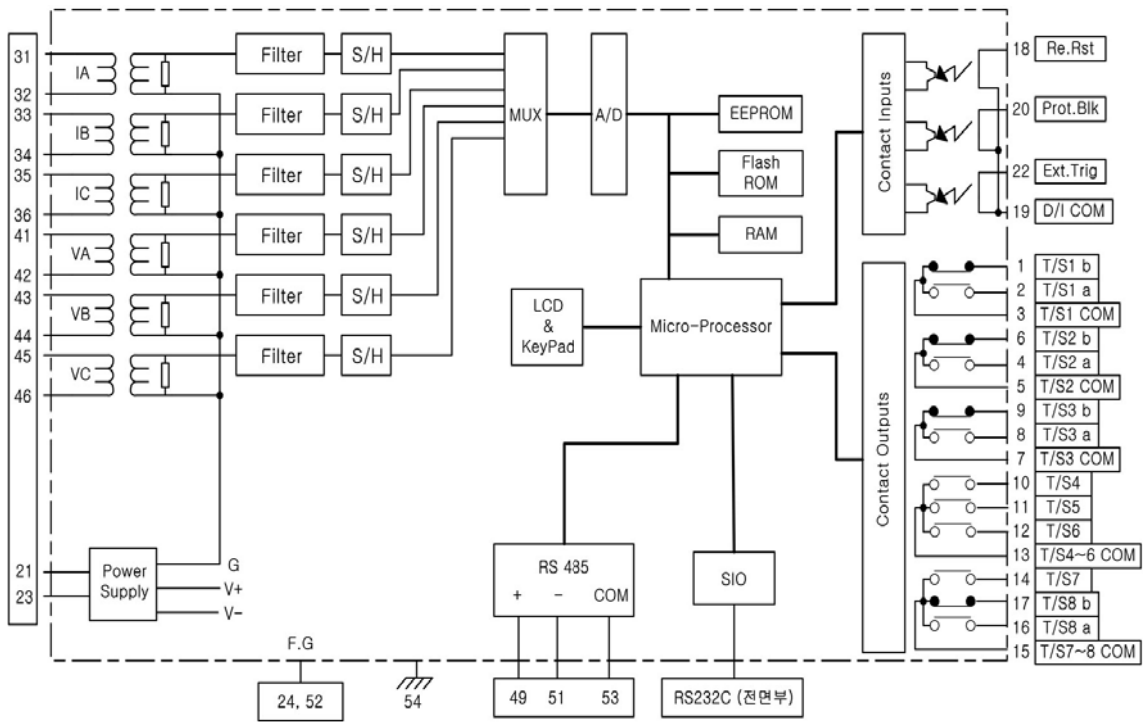 31
IA
32
33
IB
34
35
IC
36
41
VA
42
43
VB
44
45
VC
46
21
23
Filter
S/H
Filter
S/H
Filter
S/H
Filter
S/H
Filter
S/H
Filter
S/H
MUX
A/D
EEPROM
Flash
ROM
RAM
LCD
&
KeyPad
Micro-Processor
Contact Inputs
18 Re.Rst
20 Prot.Blk
22 Ext.Trig
19 D/I COM
Contact Outputs
1 T/S1 b
2 T/S1 a
3 T/S1 COM
6 T/S2 b
4 T/S2 a
5 T/S2 COM
9 T/S3 b
8 T/S3 a
7 T/S3 COM
10 T/S4
11 T/S5
12 T/S6
13 T/S4~6 COM
14 T/S7
17 T/S8 b
16 T/S8 a
15 T/S7~8 COM
Power
Supply
G
V+
V-
RS 485
+ - COM
SIO
F.G
24, 52
54
49 51 53
RS232C (전면부)